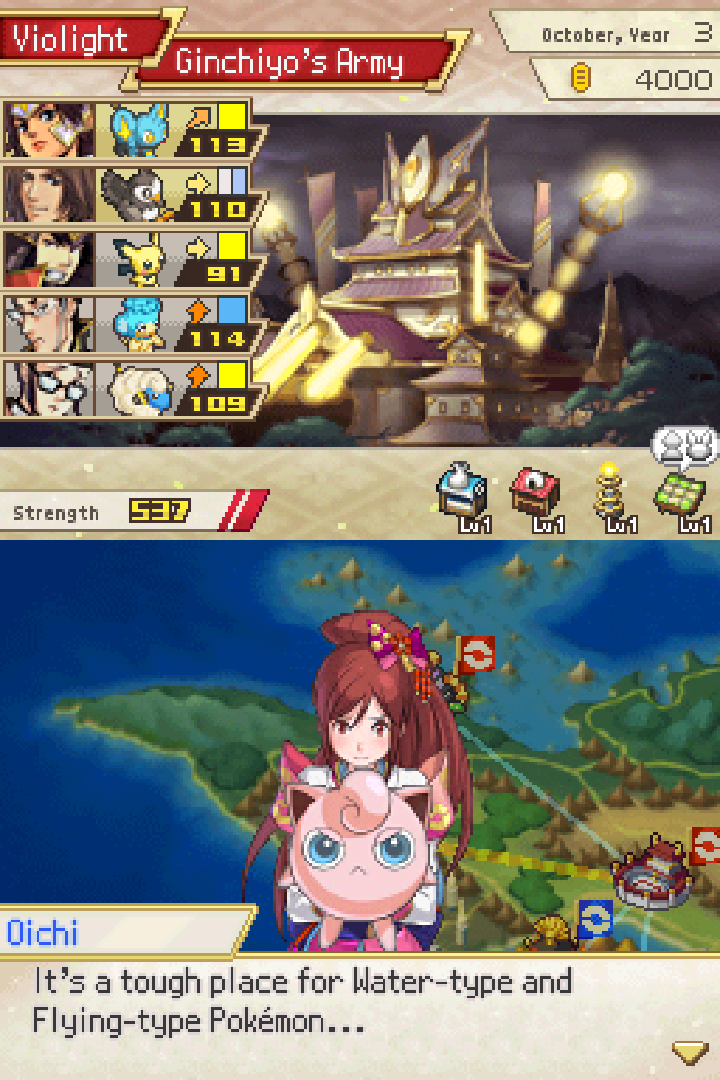 Violight
Ginchiyo's Army
October, Year 3
4000
113
110
91
114
109
Strength 537
Lv1 Lv1 Lv1 Lv1
Oichi
It's a tough place for Water-type and
Flying-type Pokémon...